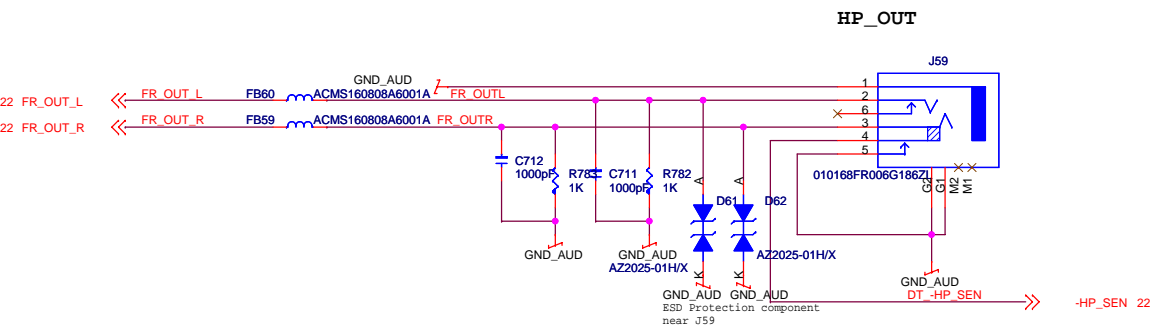 HP_OUT
J59
GND_AUD
1
22 FR_OUT_L
FR_OUT_L
FB60
ACMS160808A6001A
FR_OUTL
2
6
22 FR_OUT_R
FR_OUT_R
FB59
ACMS160808A6001A
FR_OUTR
3
4
5
C712
1000pF
R783
1K
C711
1000pF
R782
1K
010168FR006G186ZL
A
A
G2
G1
M2
M1
D61
D62
GND_AUD
GND_AUD
AZ2025-01H/X
AZ2025-01H/X
K
K
GND_AUD
GND_AUD
GND_AUD
DT_-HP_SEN
-HP_SEN 22
ESD Protection component
near J59